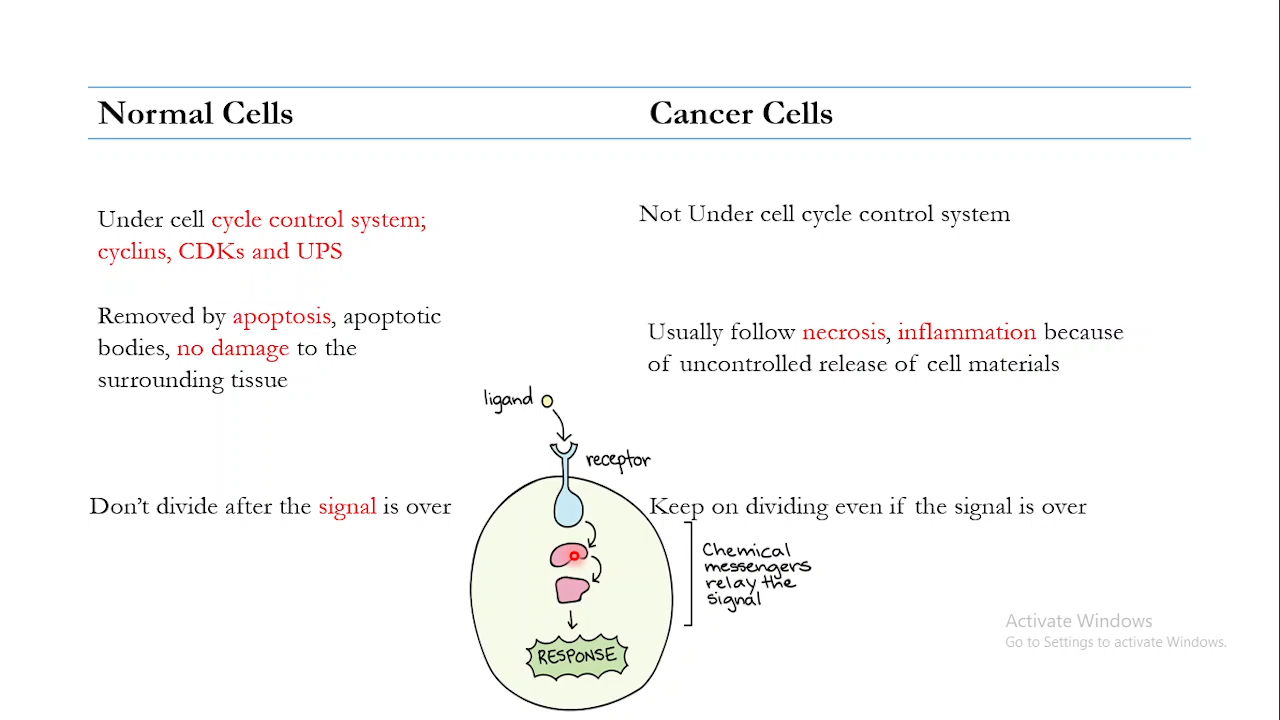 Normal Cells
Cancer Cells
Under cell cycle control system;
cyclins, CDKs and UPS
Not Under cell cycle control system
Removed by apoptosis, apoptotic
bodies, no damage to the
surrounding tissue
Usually follow necrosis, inflammation because
of uncontrolled release of cell materials
Don't divide after the signal is over
Keep on dividing even if the signal is over
ligand
receptor
Chemical
messengers
relay the
signal
RESPONSE
Activate Windows
Go to Settings to activate Windows.